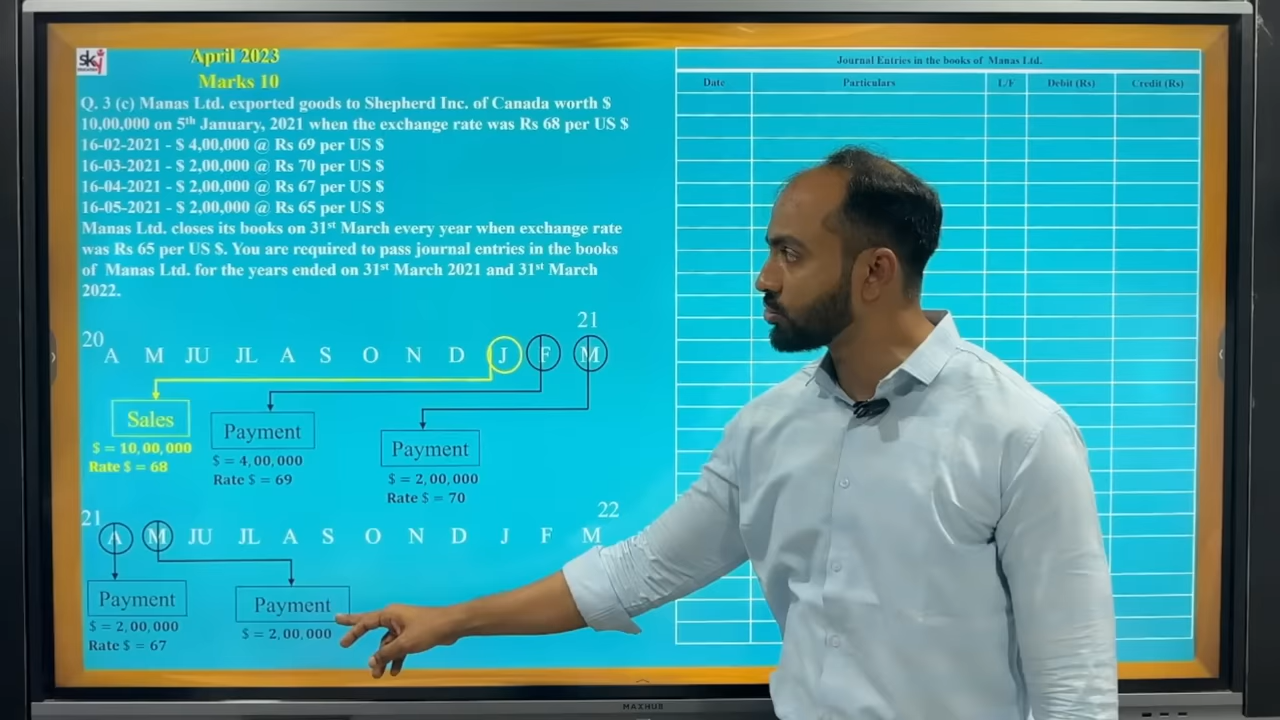 sky
April 2023
Marks 10
Q. 3 (c) Manas Ltd. exported goods to Shepherd Inc. of Canada worth $
10,00,000 on 5th January, 2021 when the exchange rate was Rs 68 per US $
16-02-2021 - $ 4,00,000 @ Rs 69 per US $
16-03-2021 - $ 2,00,000 @ Rs 70 per US $
16-04-2021 - $ 2,00,000 @ Rs 67 per US $
16-05-2021 - $ 2,00,000 @ Rs 65 per US $
Manas Ltd. closes its books on 31st March every year when exchange rate
was Rs 65 per US $. You are required to pass journal entries in the books
of Manas Ltd. for the years ended on 31st March 2021 and 31st March
2022.
20 21
A M JU JL A S O N D J F M
Sales
$ = 10,00,000
Rate $ = 68
Payment
$ = 4,00,000
Rate $ = 69
Payment
$ = 2,00,000
Rate $ = 70
21 22
A M JU JL A S O N D J F M
Payment
$ = 2,00,000
Rate $ = 67
Payment
$ = 2,00,000
Journal Entries in the books of Manas Ltd.
Date Particulars L/F Debit (Rs) Credit (Rs)
MAXHUB